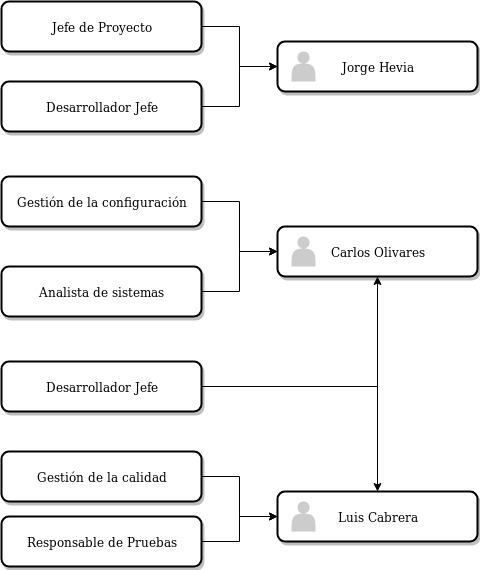 Jefe de Proyecto
Jorge Hevia
Desarrollador Jefe
Gestión de la configuración
Carlos Olivares
Analista de sistemas
Desarrollador Jefe
Gestión de la calidad
Luis Cabrera
Responsable de Pruebas